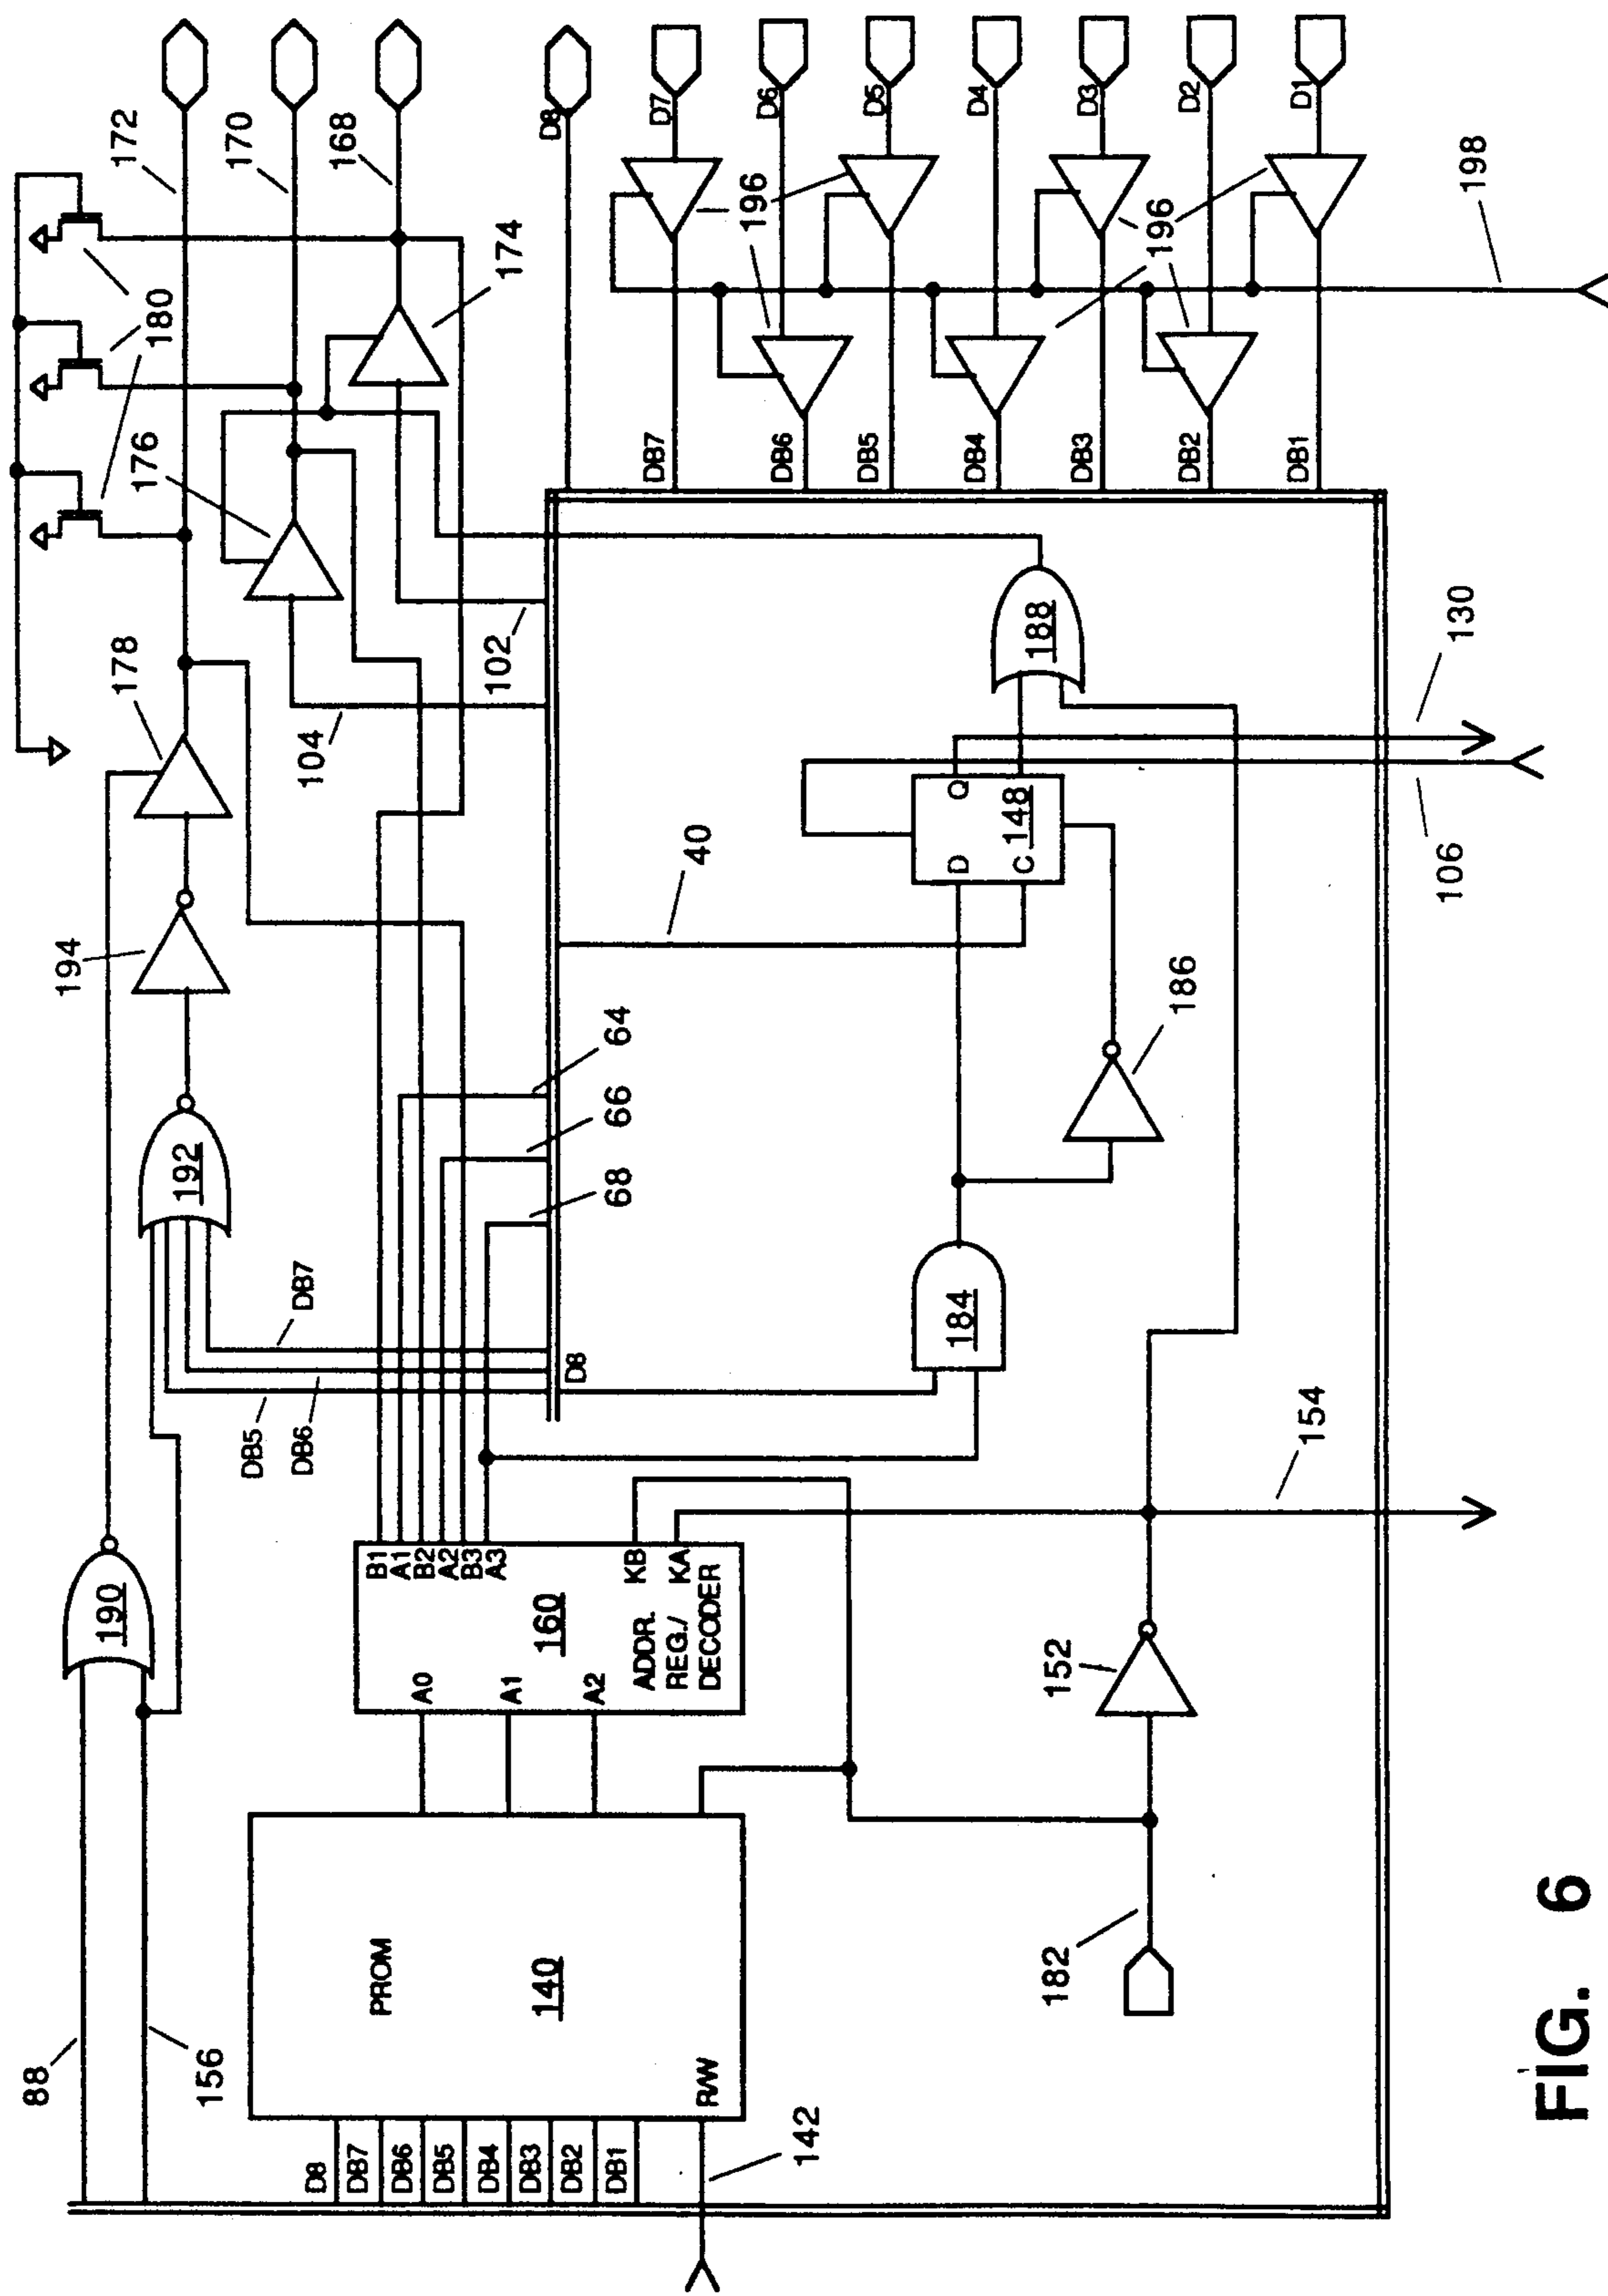 88
156
190
192
194
178
176
180
172
170
168
174
104
102
DB5
DB6
DB7
D8
68
66
64
40
B1
A1
B2
A2
B3
A3
KB
KA
A0
A1
A2
160
ADDR.
REG./
DECODER
PROM
140
R/W
D8
DB7
DB6
DB5
DB4
DB3
DB2
DB1
142
182
152
154
184
186
D
C
Q
148
188
106
130
D8
D7
D6
D5
D4
D3
D2
D1
196
196
DB7
DB6
DB5
DB4
DB3
DB2
DB1
198
FIG. 6